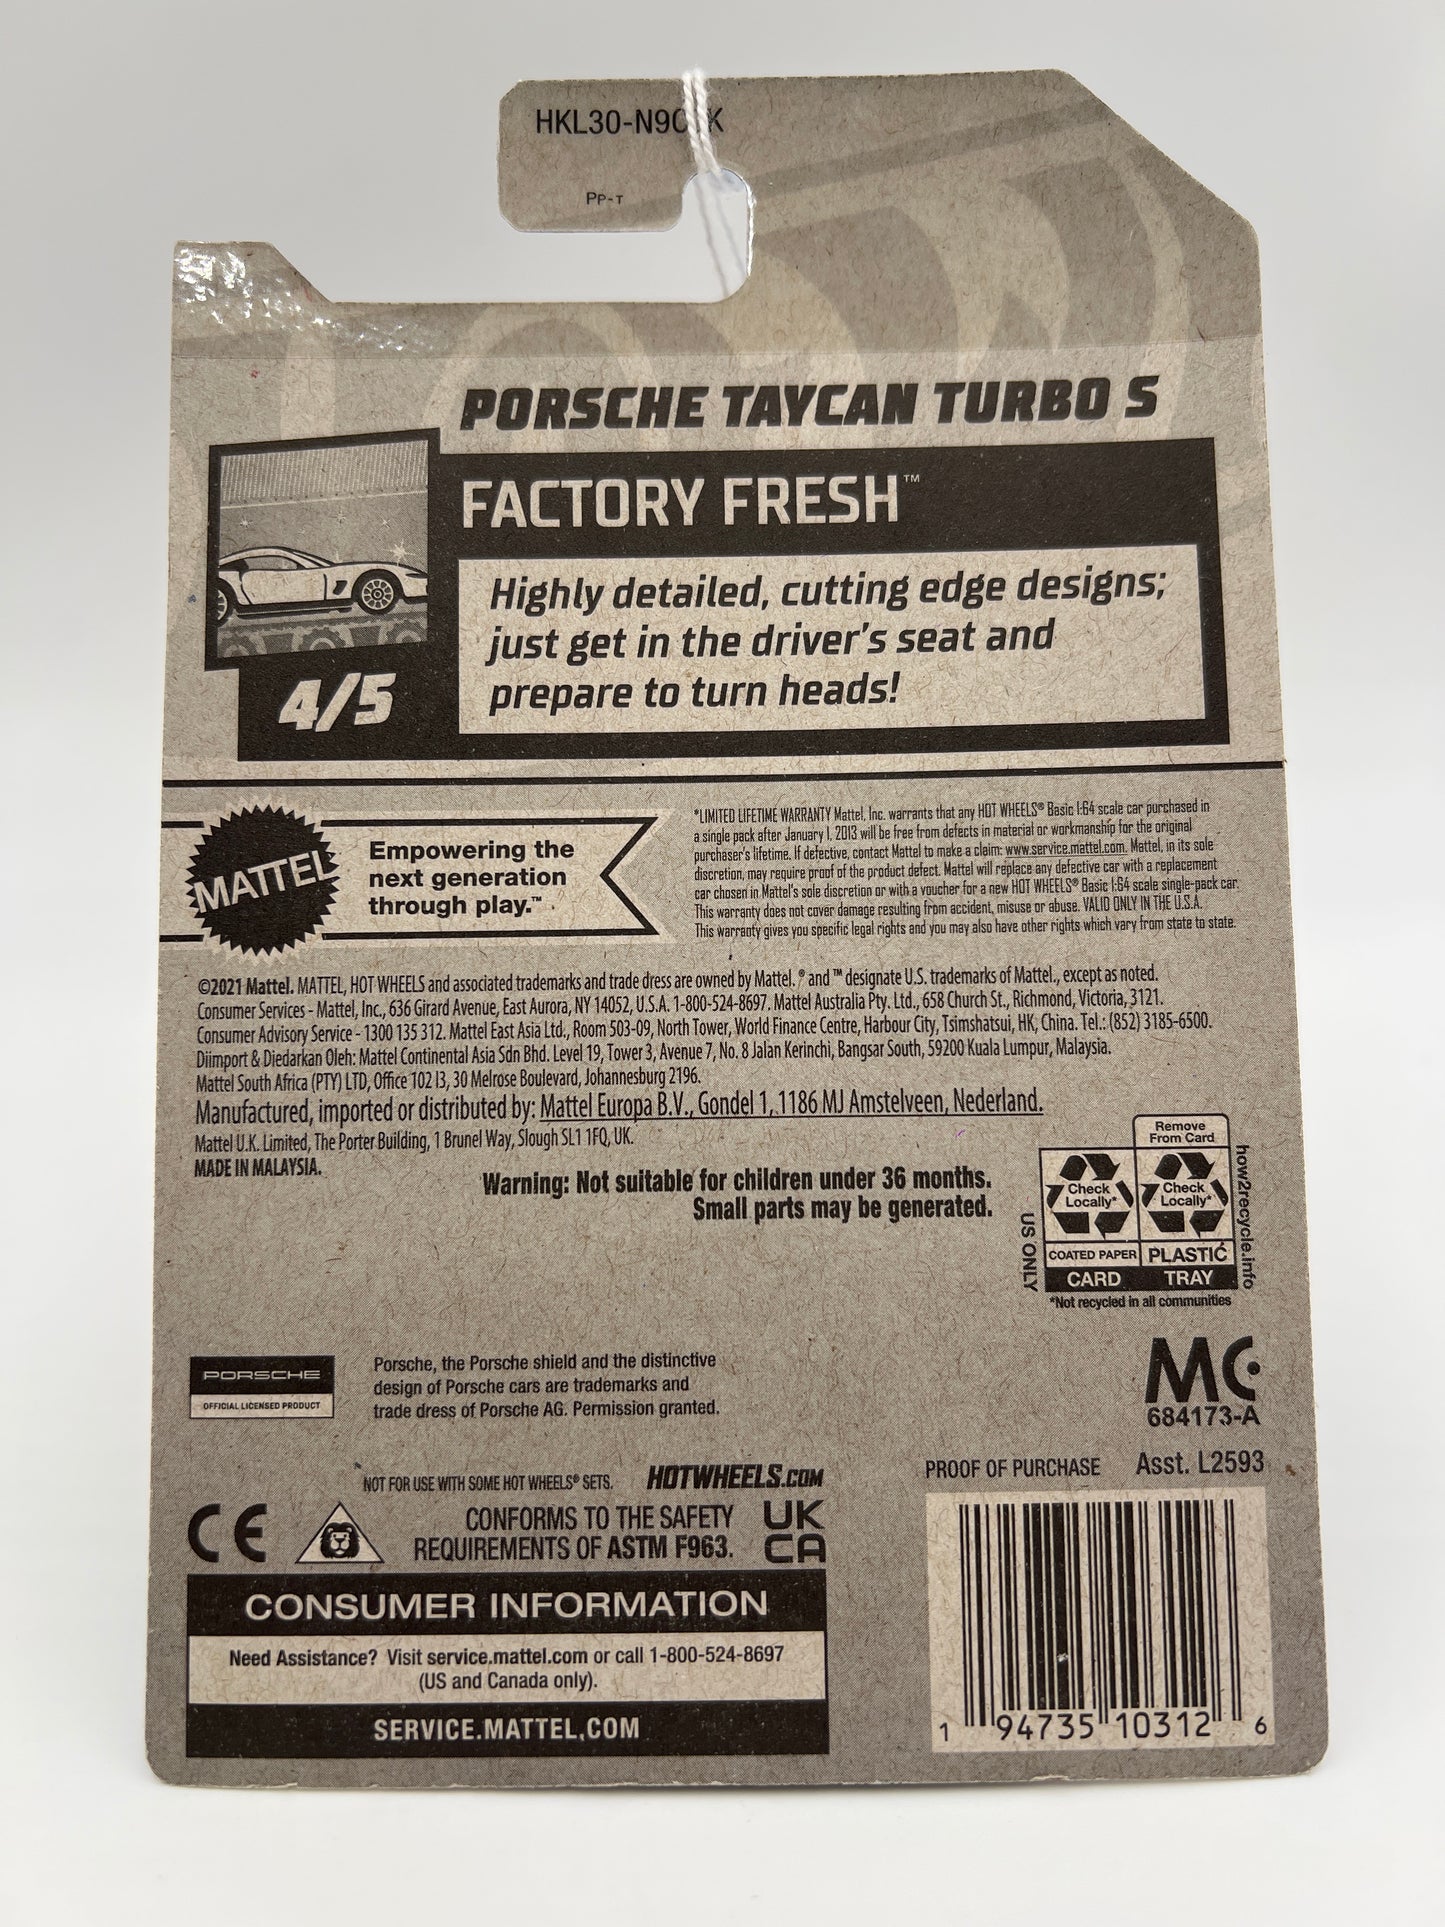 HKL30-N9
Pp-T
PORSCHE TAYCAN TURBO S
FACTORY FRESH™
Highly detailed, cutting edge designs;
just get in the driver's seat and
prepare to turn heads!
4/5
MATTEL
Empowering the
next generation
through play.™
*LIMITED LIFETIME WARRANTY Mattel, Inc. warrants that any HOT WHEELS® Basic 1:64 scale car purchased in
a single pack after January 1, 2013 will be free from defects in material or workmanship for the original
purchaser's lifetime. If defective, contact Mattel to make a claim: www.service.mattel.com. Mattel, in its sole
discretion, may require proof of the product defect. Mattel will replace any defective car with a replacement
car chosen in Mattel's sole discretion or with a voucher for a new HOT WHEELS® Basic 1:64 scale single-pack car.
This warranty does not cover damage resulting from accident, misuse or abuse. VALID ONLY IN THE U.S.A.
This warranty gives you specific legal rights and you may also have other rights which vary from state to state.
©2021 Mattel. MATTEL, HOT WHEELS and associated trademarks and trade dress are owned by Mattel. ® and ™ designate U.S. trademarks of Mattel., except as noted.
Consumer Services - Mattel, Inc., 636 Girard Avenue, East Aurora, NY 14052, U.S.A. 1-800-524-8697. Mattel Australia Pty. Ltd., 658 Church St., Richmond, Victoria, 3121.
Consumer Advisory Service - 1300 135 312. Mattel East Asia Ltd., Room 503-09, North Tower, World Finance Centre, Harbour City, Tsimshatsui, HK, China. Tel.: (852) 3185-6500.
Diimport & Diedarkan Oleh: Mattel Continental Asia Sdn Bhd. Level 19, Tower 3, Avenue 7, No. 8 Jalan Kerinchi, Bangsar South, 59200 Kuala Lumpur, Malaysia.
Mattel South Africa (PTY) LTD, Office 102 I3, 30 Melrose Boulevard, Johannesburg 2196.
Manufactured, imported or distributed by: Mattel Europa B.V., Gondel 1, 1186 MJ Amstelveen, Nederland.
Mattel U.K. Limited, The Porter Building, 1 Brunel Way, Slough SL1 1FQ, UK.
MADE IN MALAYSIA.
Warning: Not suitable for children under 36 months.
Small parts may be generated.
US ONLY
Remove
From Card
Check
Locally*
Check
Locally*
COATED PAPER
PLASTIC
CARD
TRAY
how2recycle.info
*Not recycled in all communities
PORSCHE
OFFICIAL LICENSED PRODUCT
Porsche, the Porsche shield and the distinctive
design of Porsche cars are trademarks and
trade dress of Porsche AG. Permission granted.
MC
684173-A
NOT FOR USE WITH SOME HOT WHEELS® SETS.
HOTWHEELS.COM
PROOF OF PURCHASE
Asst. L2593
CE
CONFORMS TO THE SAFETY
REQUIREMENTS OF ASTM F963.
UK
CA
CONSUMER INFORMATION
Need Assistance? Visit service.mattel.com or call 1-800-524-8697
(US and Canada only).
SERVICE.MATTEL.COM
1 94735 10312 6